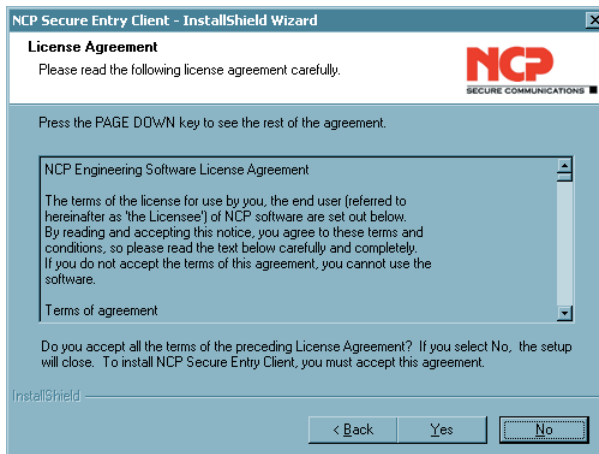 NCP Secure Entry Client - InstallShield Wizard
License Agreement
Please read the following license agreement carefully.
NCP
SECURE COMMUNICATIONS
Press the PAGE DOWN key to see the rest of the agreement.
NCP Engineering Software License Agreement
The terms of the license for use by you, the end user (referred to
hereinafter as 'the Licensee') of NCP software are set out below.
By reading and accepting this notice, you agree to these terms and
conditions, so please read the text below carefully and completely.
If you do not accept the terms of this agreement, you cannot use the
software.
Terms of agreement
Do you accept all the terms of the preceding License Agreement? If you select No, the setup
will close. To install NCP Secure Entry Client, you must accept this agreement.
InstallShield
< Back Yes No